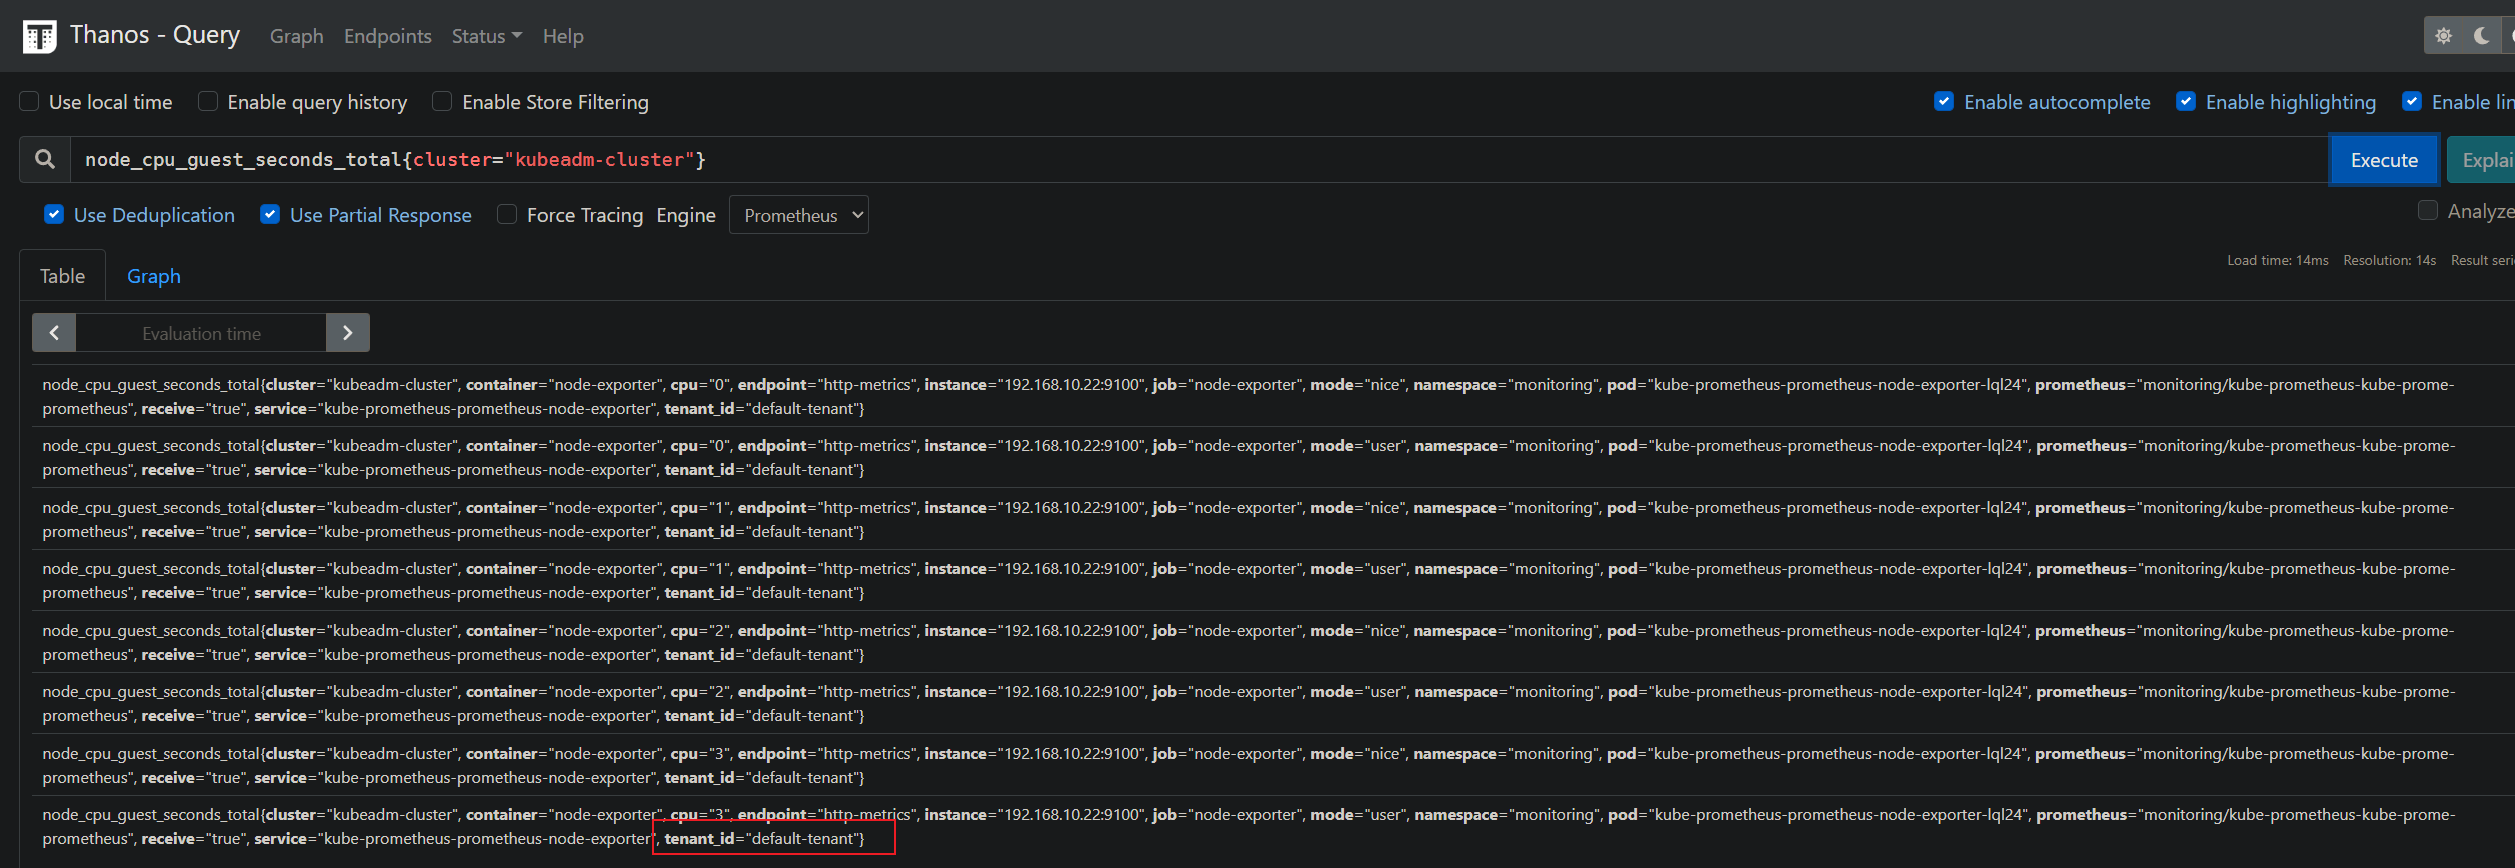 Thanos - Query Graph Endpoints Status Help
Use local time Enable query history Enable Store Filtering Enable autocomplete Enable highlighting Enable lin
node_cpu_guest_seconds_total{cluster="kubeadm-cluster"} Execute Explai
Use Deduplication Use Partial Response Force Tracing Engine Prometheus Analyze
Table Graph Load time: 14ms Resolution: 14s Result seri
Evaluation time
node_cpu_guest_seconds_total{cluster="kubeadm-cluster", container="node-exporter", cpu="0", endpoint="http-metrics", instance="192.168.10.22:9100", job="node-exporter", mode="nice", namespace="monitoring", pod="kube-prometheus-prometheus-node-exporter-lql24", prometheus="monitoring/kube-prometheus-kube-prome-
prometheus", receive="true", service="kube-prometheus-prometheus-node-exporter", tenant_id="default-tenant"}
node_cpu_guest_seconds_total{cluster="kubeadm-cluster", container="node-exporter", cpu="0", endpoint="http-metrics", instance="192.168.10.22:9100", job="node-exporter", mode="user", namespace="monitoring", pod="kube-prometheus-prometheus-node-exporter-lql24", prometheus="monitoring/kube-prometheus-kube-prome-
prometheus", receive="true", service="kube-prometheus-prometheus-node-exporter", tenant_id="default-tenant"}
node_cpu_guest_seconds_total{cluster="kubeadm-cluster", container="node-exporter", cpu="1", endpoint="http-metrics", instance="192.168.10.22:9100", job="node-exporter", mode="nice", namespace="monitoring", pod="kube-prometheus-prometheus-node-exporter-lql24", prometheus="monitoring/kube-prometheus-kube-prome-
prometheus", receive="true", service="kube-prometheus-prometheus-node-exporter", tenant_id="default-tenant"}
node_cpu_guest_seconds_total{cluster="kubeadm-cluster", container="node-exporter", cpu="1", endpoint="http-metrics", instance="192.168.10.22:9100", job="node-exporter", mode="user", namespace="monitoring", pod="kube-prometheus-prometheus-node-exporter-lql24", prometheus="monitoring/kube-prometheus-kube-prome-
prometheus", receive="true", service="kube-prometheus-prometheus-node-exporter", tenant_id="default-tenant"}
node_cpu_guest_seconds_total{cluster="kubeadm-cluster", container="node-exporter", cpu="2", endpoint="http-metrics", instance="192.168.10.22:9100", job="node-exporter", mode="nice", namespace="monitoring", pod="kube-prometheus-prometheus-node-exporter-lql24", prometheus="monitoring/kube-prometheus-kube-prome-
prometheus", receive="true", service="kube-prometheus-prometheus-node-exporter", tenant_id="default-tenant"}
node_cpu_guest_seconds_total{cluster="kubeadm-cluster", container="node-exporter", cpu="2", endpoint="http-metrics", instance="192.168.10.22:9100", job="node-exporter", mode="user", namespace="monitoring", pod="kube-prometheus-prometheus-node-exporter-lql24", prometheus="monitoring/kube-prometheus-kube-prome-
prometheus", receive="true", service="kube-prometheus-prometheus-node-exporter", tenant_id="default-tenant"}
node_cpu_guest_seconds_total{cluster="kubeadm-cluster", container="node-exporter", cpu="3", endpoint="http-metrics", instance="192.168.10.22:9100", job="node-exporter", mode="nice", namespace="monitoring", pod="kube-prometheus-prometheus-node-exporter-lql24", prometheus="monitoring/kube-prometheus-kube-prome-
prometheus", receive="true", service="kube-prometheus-prometheus-node-exporter", tenant_id="default-tenant"}
node_cpu_guest_seconds_total{cluster="kubeadm-cluster", container="node-exporter", cpu="3", endpoint="http-metrics", instance="192.168.10.22:9100", job="node-exporter", mode="user", namespace="monitoring", pod="kube-prometheus-prometheus-node-exporter-lql24", prometheus="monitoring/kube-prometheus-kube-prome-
prometheus", receive="true", service="kube-prometheus-prometheus-node-exporter", tenant_id="default-tenant"}